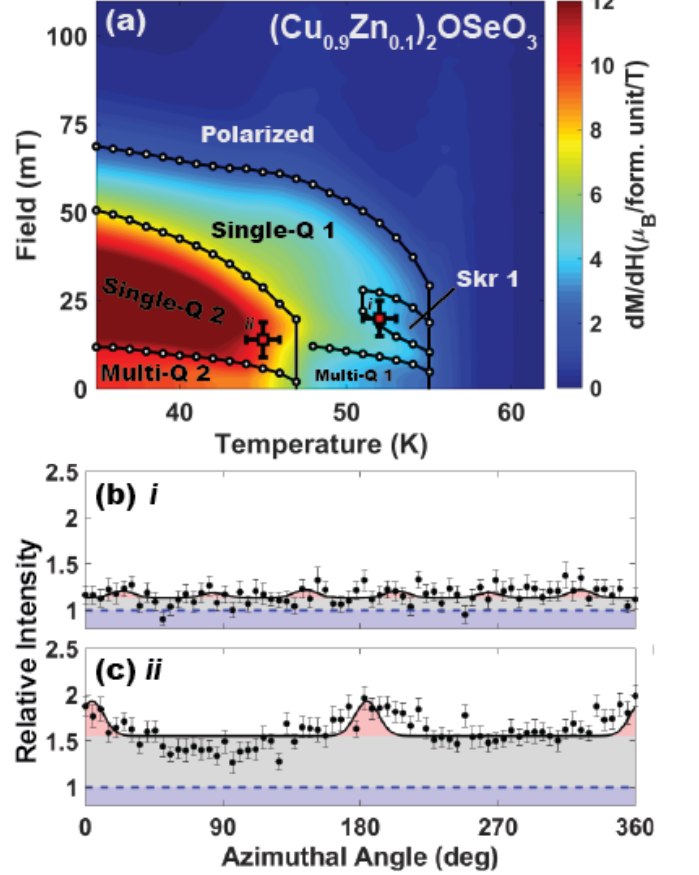 (a)
(Cu0.9Zn0.1)2OSeO3
100
75
50
25
0
Field (mT)
Polarized
Single-Q 1
Single-Q 2
Skr 1
i
ii
Multi-Q 2
Multi-Q 1
40
50
60
Temperature (K)
12
10
8
6
4
2
0
dM/dH(μB/form. unit/T)
(b) i
2.5
2
1.5
1
(c) ii
2.5
2
1.5
1
Relative Intensity
0
90
180
270
360
Azimuthal Angle (deg)